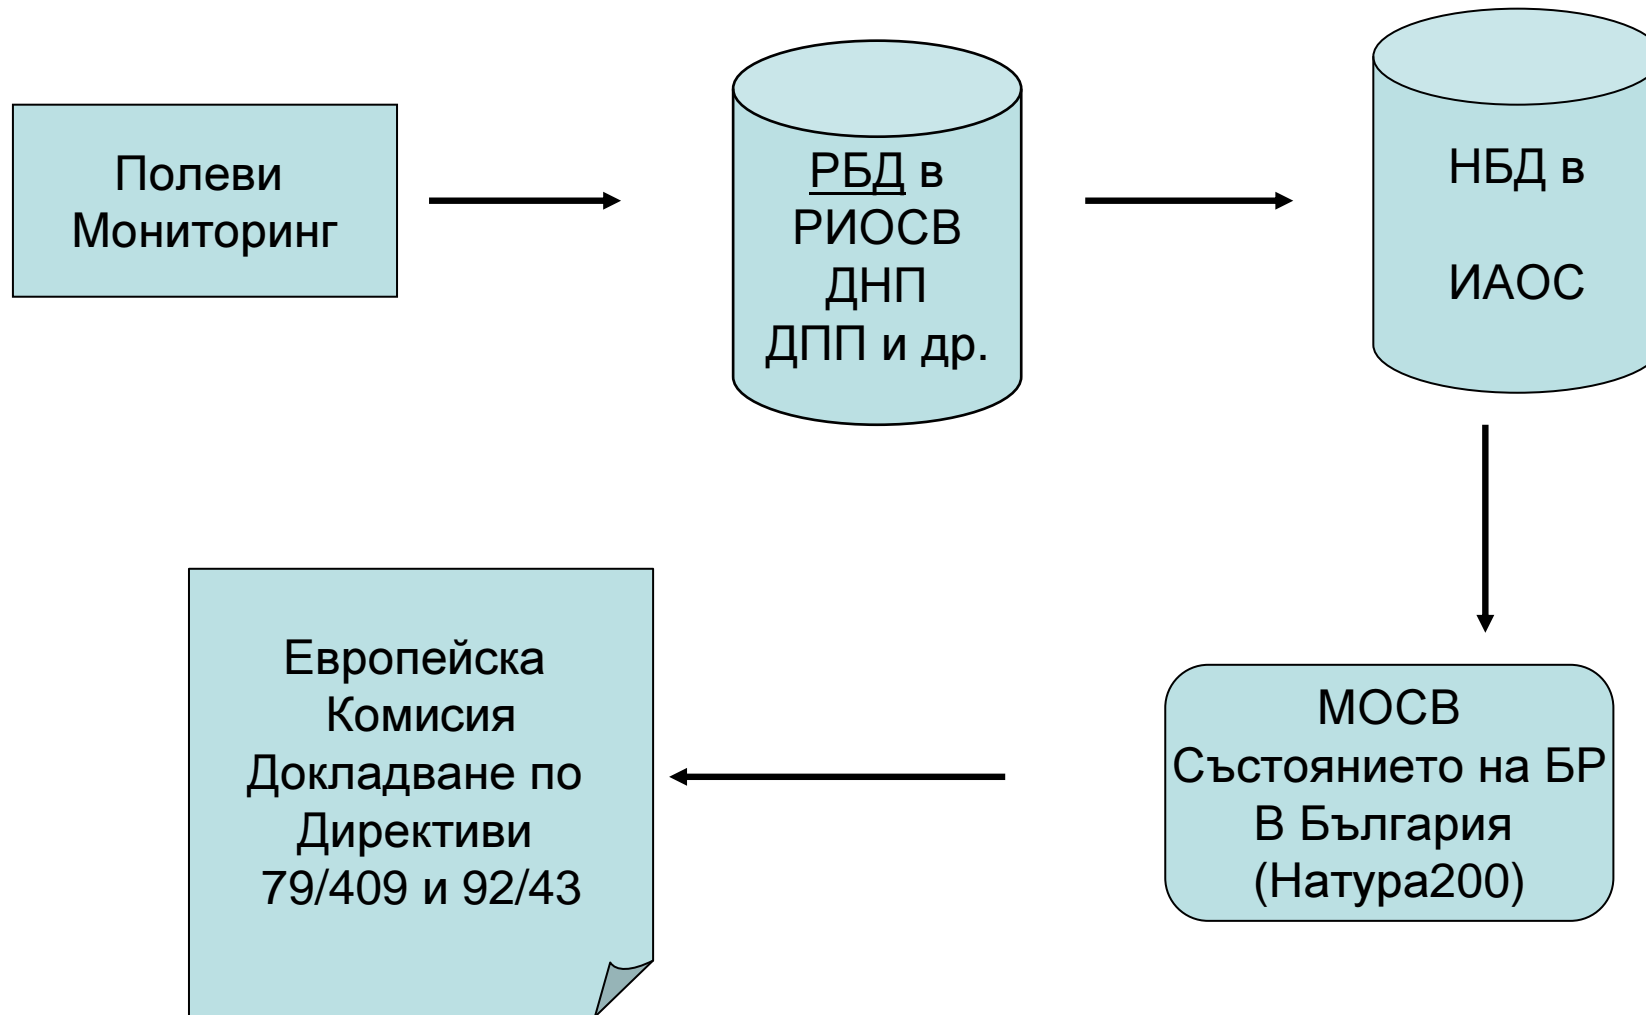 Полеви
Мониторинг
РБД в
РИОСВ
ДНП
ДПП и др.
НБД в
ИАОС
МОСВ
Състоянието на БР
В България
(Натура200)
Европейска
Комисия
Докладване по
Директиви
79/409 и 92/43